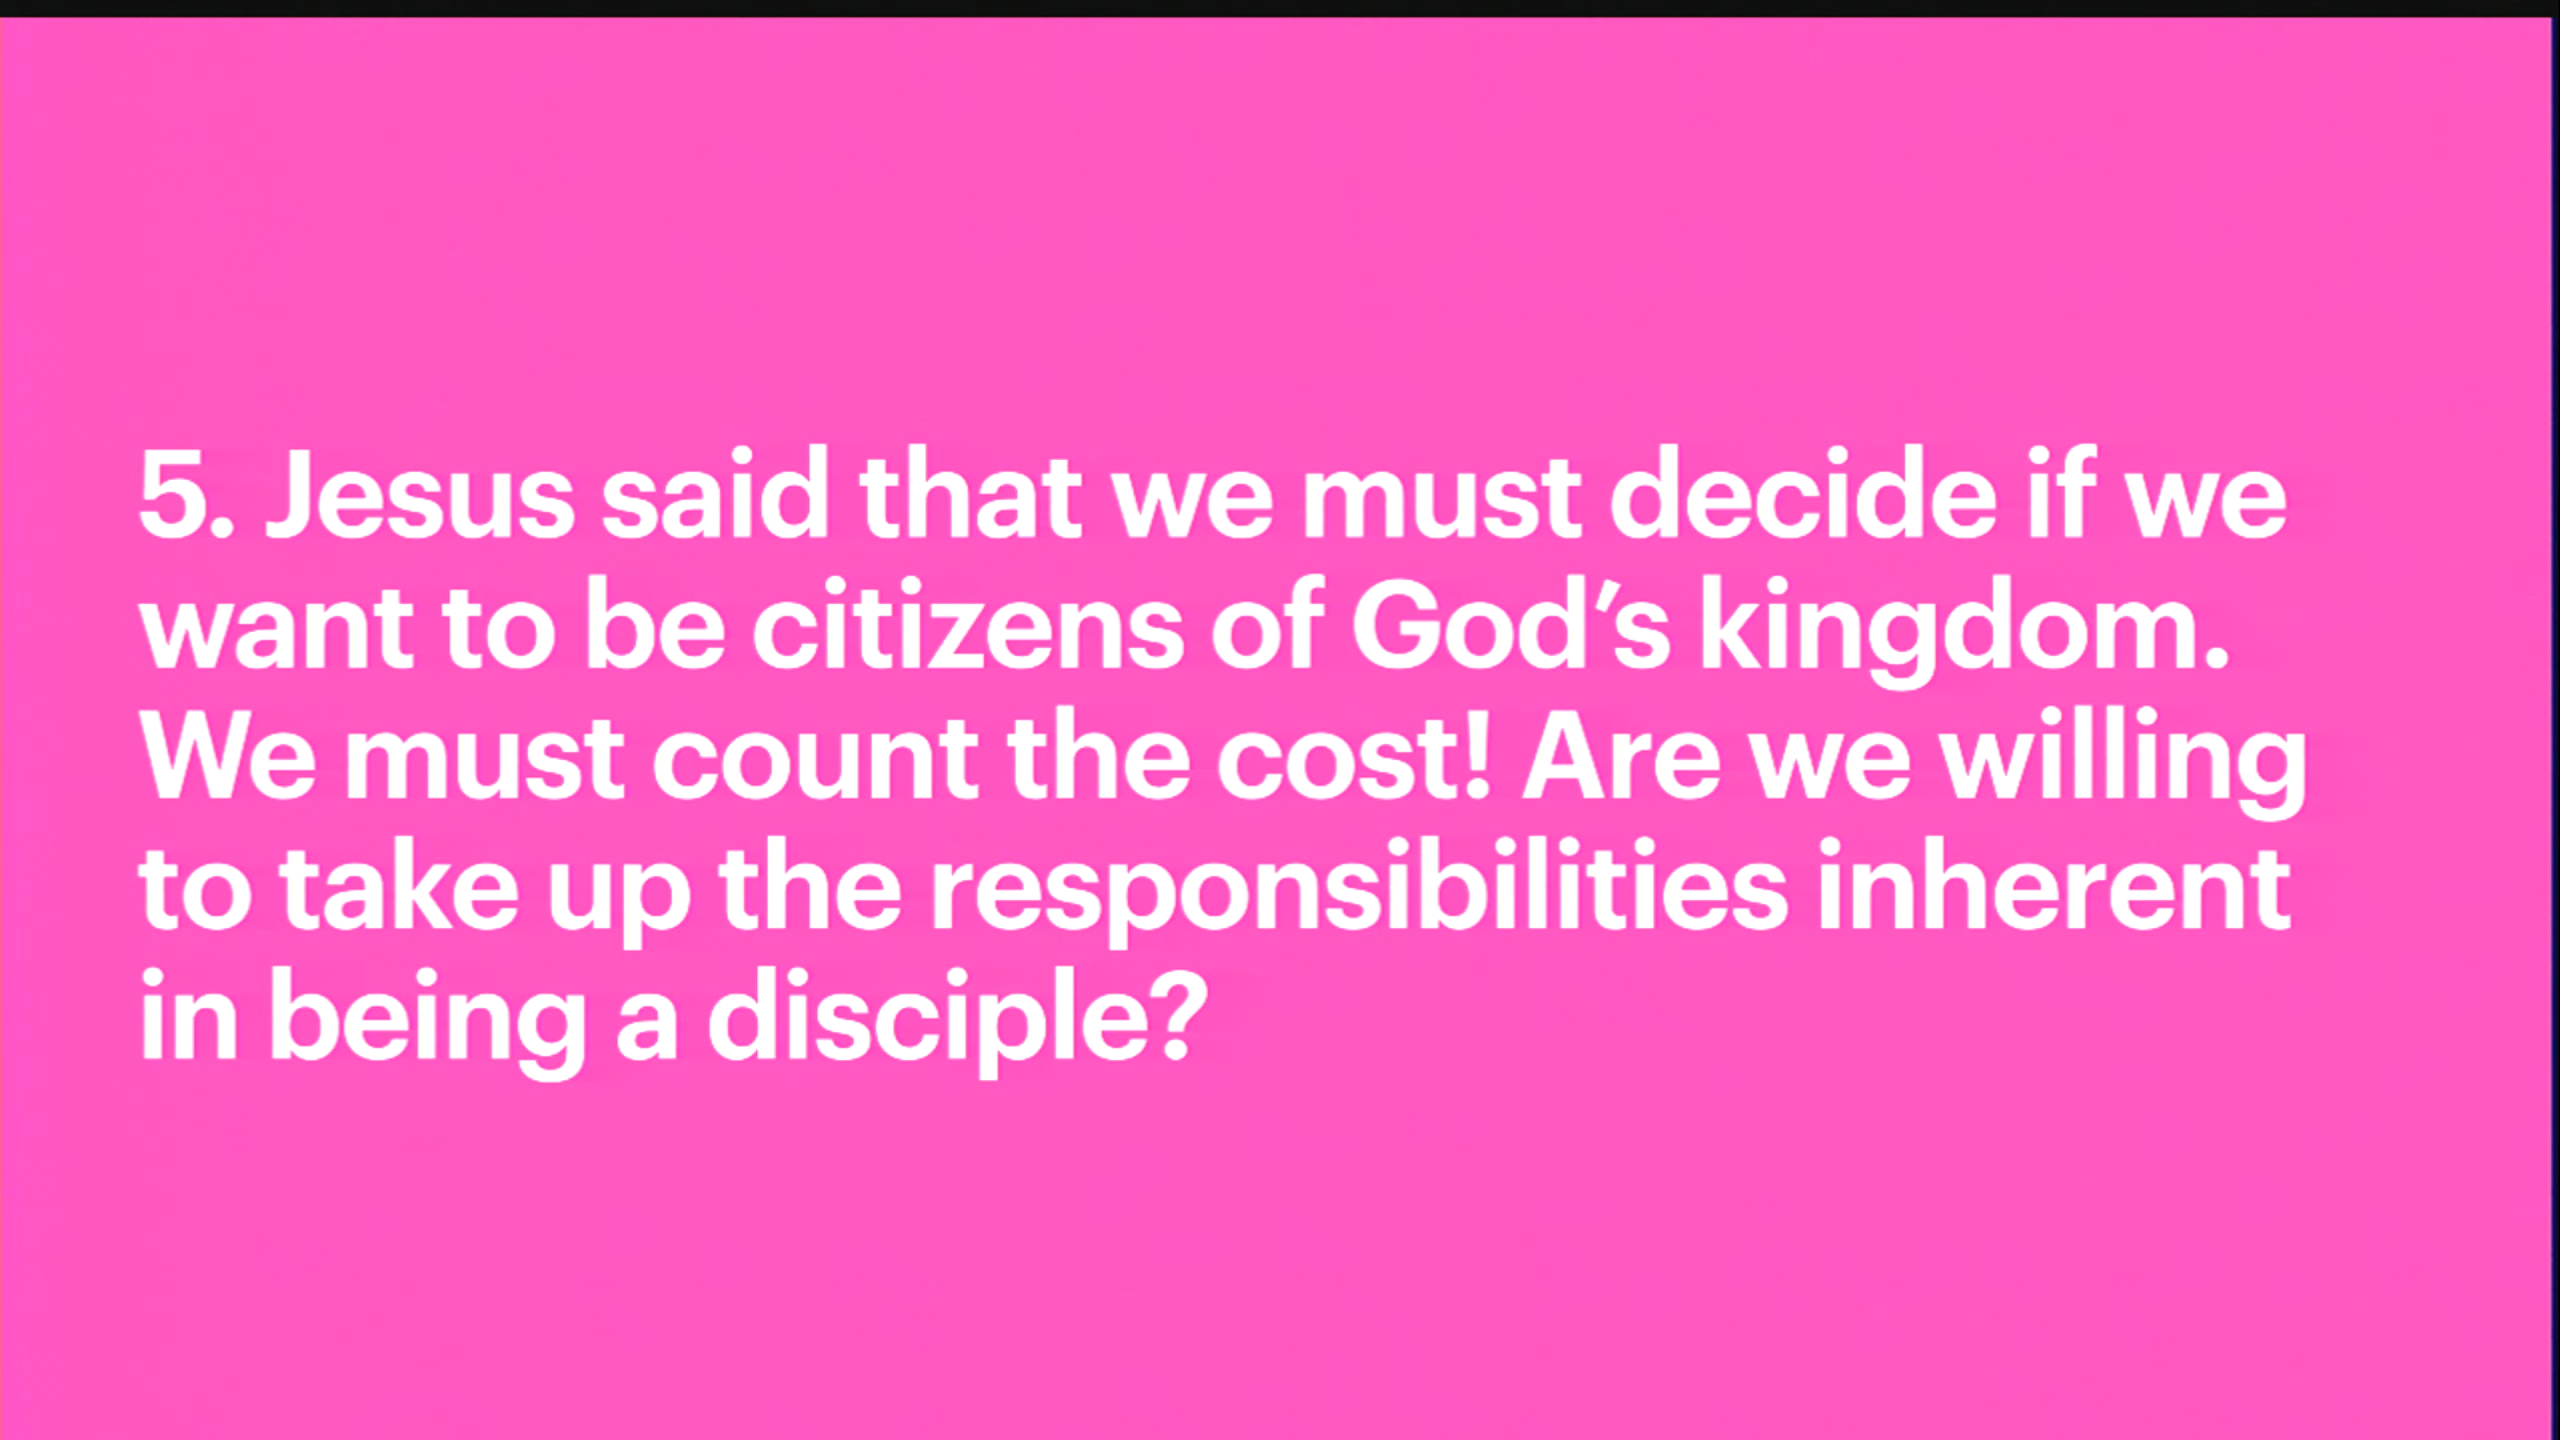 5. Jesus said that we must decide if we
want to be citizens of God’s kingdom.
We must count the cost! Are we willing
to take up the responsibilities inherent
in being a disciple?